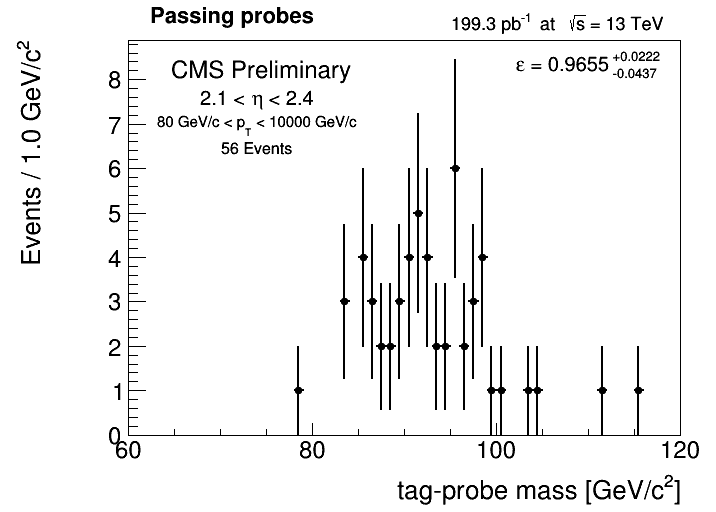 Passing probes
199.3 pb⁻¹ at √s = 13 TeV
CMS Preliminary
ε = 0.9655 +0.0222 -0.0437
2.1 < η < 2.4
80 GeV/c < p_T < 10000 GeV/c
56 Events
Events / 1.0 GeV/c²
8
7
6
5
4
3
2
1
0
60 80 100 120
tag-probe mass [GeV/c²]